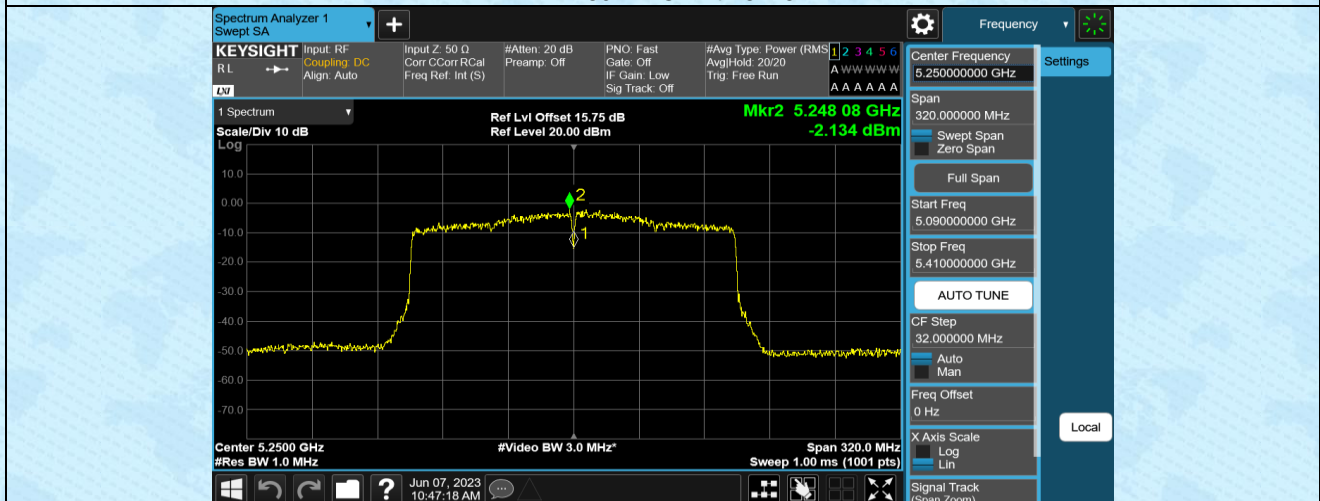 Spectrum Analyzer 1
Swept SA
+
Frequency
KEYSIGHT
RL
LXI
Input: RF
Coupling: DC
Align: Auto
Input Z: 50 Ω
Corr CCorr RCal
Freq Ref: Int (S)
#Atten: 20 dB
Preamp: Off
PNO: Fast
Gate: Off
IF Gain: Low
Sig Track: Off
#Avg Type: Power (RMS
Avg|Hold: 20/20
Trig: Free Run
1 2 3 4 5 6
A W W W W W
A A A A A A
1 Spectrum
Scale/Div 10 dB
Log
Ref Lvl Offset 15.75 dB
Ref Level 20.00 dBm
Mkr2 5.248 08 GHz
-2.134 dBm
10.0
0.00
-10.0
-20.0
-30.0
-40.0
-50.0
-60.0
-70.0
2
1
Center 5.2500 GHz
#Res BW 1.0 MHz
#Video BW 3.0 MHz*
Span 320.0 MHz
Sweep 1.00 ms (1001 pts)
Center Frequency
5.250000000 GHz
Settings
Span
320.000000 MHz
Swept Span
Zero Span
Full Span
Start Freq
5.090000000 GHz
Stop Freq
5.410000000 GHz
AUTO TUNE
CF Step
32.000000 MHz
Auto
Man
Freq Offset
0 Hz
X Axis Scale
Log
Lin
Local
Signal Track
(Span Zoom)
?
Jun 07, 2023
10:47:18 AM